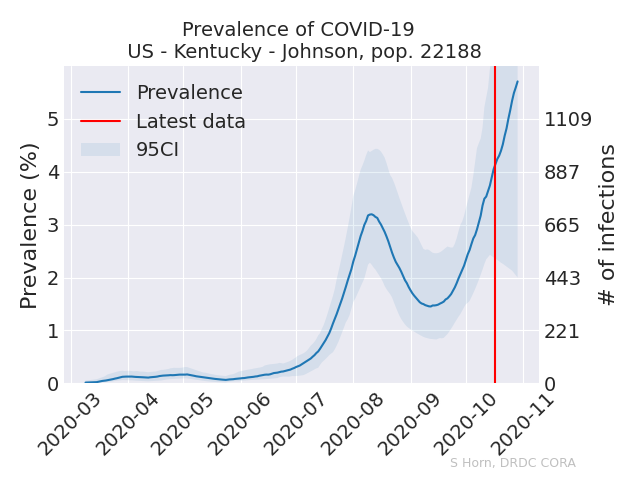 Prevalence of COVID-19
US - Kentucky - Johnson, pop. 22188
Prevalence
Latest data
95CI
Prevalence (%)
5
4
3
2
1
0
1109
887
665
443
221
0
# of infections
2020-03
2020-04
2020-05
2020-06
2020-07
2020-08
2020-09
2020-10
2020-11
S Horn, DRDC CORA